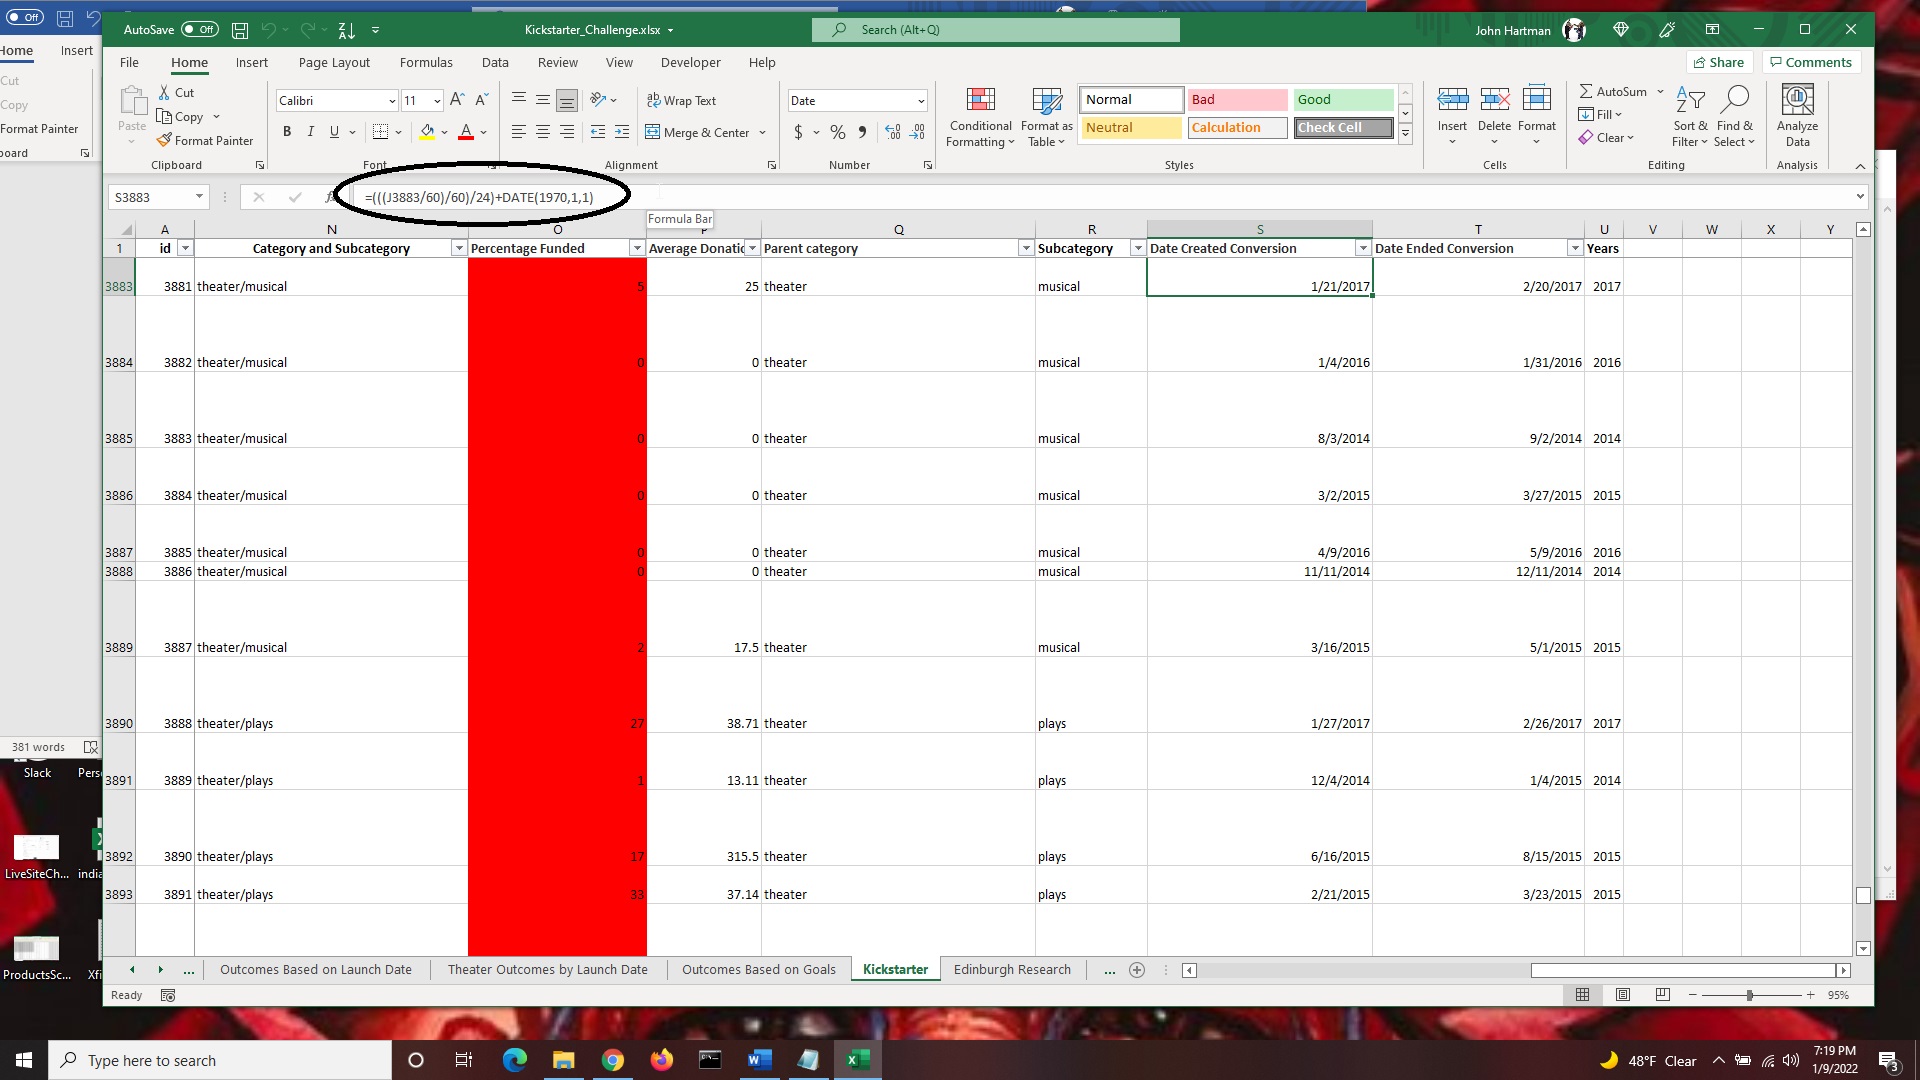 Off
Home Insert
Cut
Copy
Format Painter
board
381 words
Slack Pers
LiveSiteCh... india
ProductsSc... Xfi
AutoSave Off Kickstarter_Challenge.xlsx Search (Alt+Q) John Hartman
File Home Insert Page Layout Formulas Data Review View Developer Help Share Comments
Paste Cut Copy Format Painter Clipboard
Calibri 11 A^ A B I U A Font
ab Wrap Text Merge & Center Alignment
Date $ % , Number
Conditional Formatting Format as Table Normal Bad Good Neutral Calculation Check Cell Styles
Insert Delete Format Cells
AutoSum Fill Clear Sort & Filter Find & Select Editing
Analyze Data Analysis
S3883 =(((J3883/60)/60)/24)+DATE(1970,1,1)
Formula Bar
A N O P Q R S T U V W X Y
1 id Category and Subcategory Percentage Funded Average Donatic Parent category Subcategory Date Created Conversion Date Ended Conversion Years
3883 3881 theater/musical 5 25 theater musical 1/21/2017 2/20/2017 2017
3884 3882 theater/musical 0 0 theater musical 1/4/2016 1/31/2016 2016
3885 3883 theater/musical 0 0 theater musical 8/3/2014 9/2/2014 2014
3886 3884 theater/musical 0 0 theater musical 3/2/2015 3/27/2015 2015
3887 3885 theater/musical 0 0 theater musical 4/9/2016 5/9/2016 2016
3888 3886 theater/musical 0 0 theater musical 11/11/2014 12/11/2014 2014
3889 3887 theater/musical 2 17.5 theater musical 3/16/2015 5/1/2015 2015
3890 3888 theater/plays 27 38.71 theater plays 1/27/2017 2/26/2017 2017
3891 3889 theater/plays 1 13.11 theater plays 12/4/2014 1/4/2015 2014
3892 3890 theater/plays 17 315.5 theater plays 6/16/2015 8/15/2015 2015
3893 3891 theater/plays 33 37.14 theater plays 2/21/2015 3/23/2015 2015
... Outcomes Based on Launch Date Theater Outcomes by Launch Date Outcomes Based on Goals Kickstarter Edinburgh Research ...
Ready 95%
Type here to search 48°F Clear 7:19 PM
1/9/2022
3